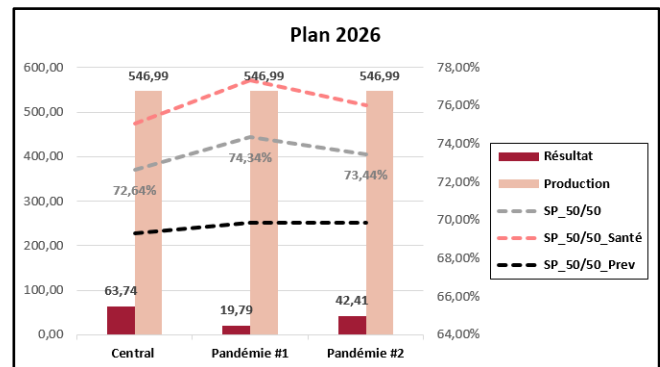 Plan 2026
600,00
500,00
400,00
300,00
200,00
100,00
0,00
78,00%
76,00%
74,00%
72,00%
70,00%
68,00%
66,00%
64,00%
546,99
546,99
546,99
72,64%
74,34%
73,44%
63,74
19,79
42,41
Central
Pandémie #1
Pandémie #2
Résultat
Production
SP_50/50
SP_50/50_Santé
SP_50/50_Prev